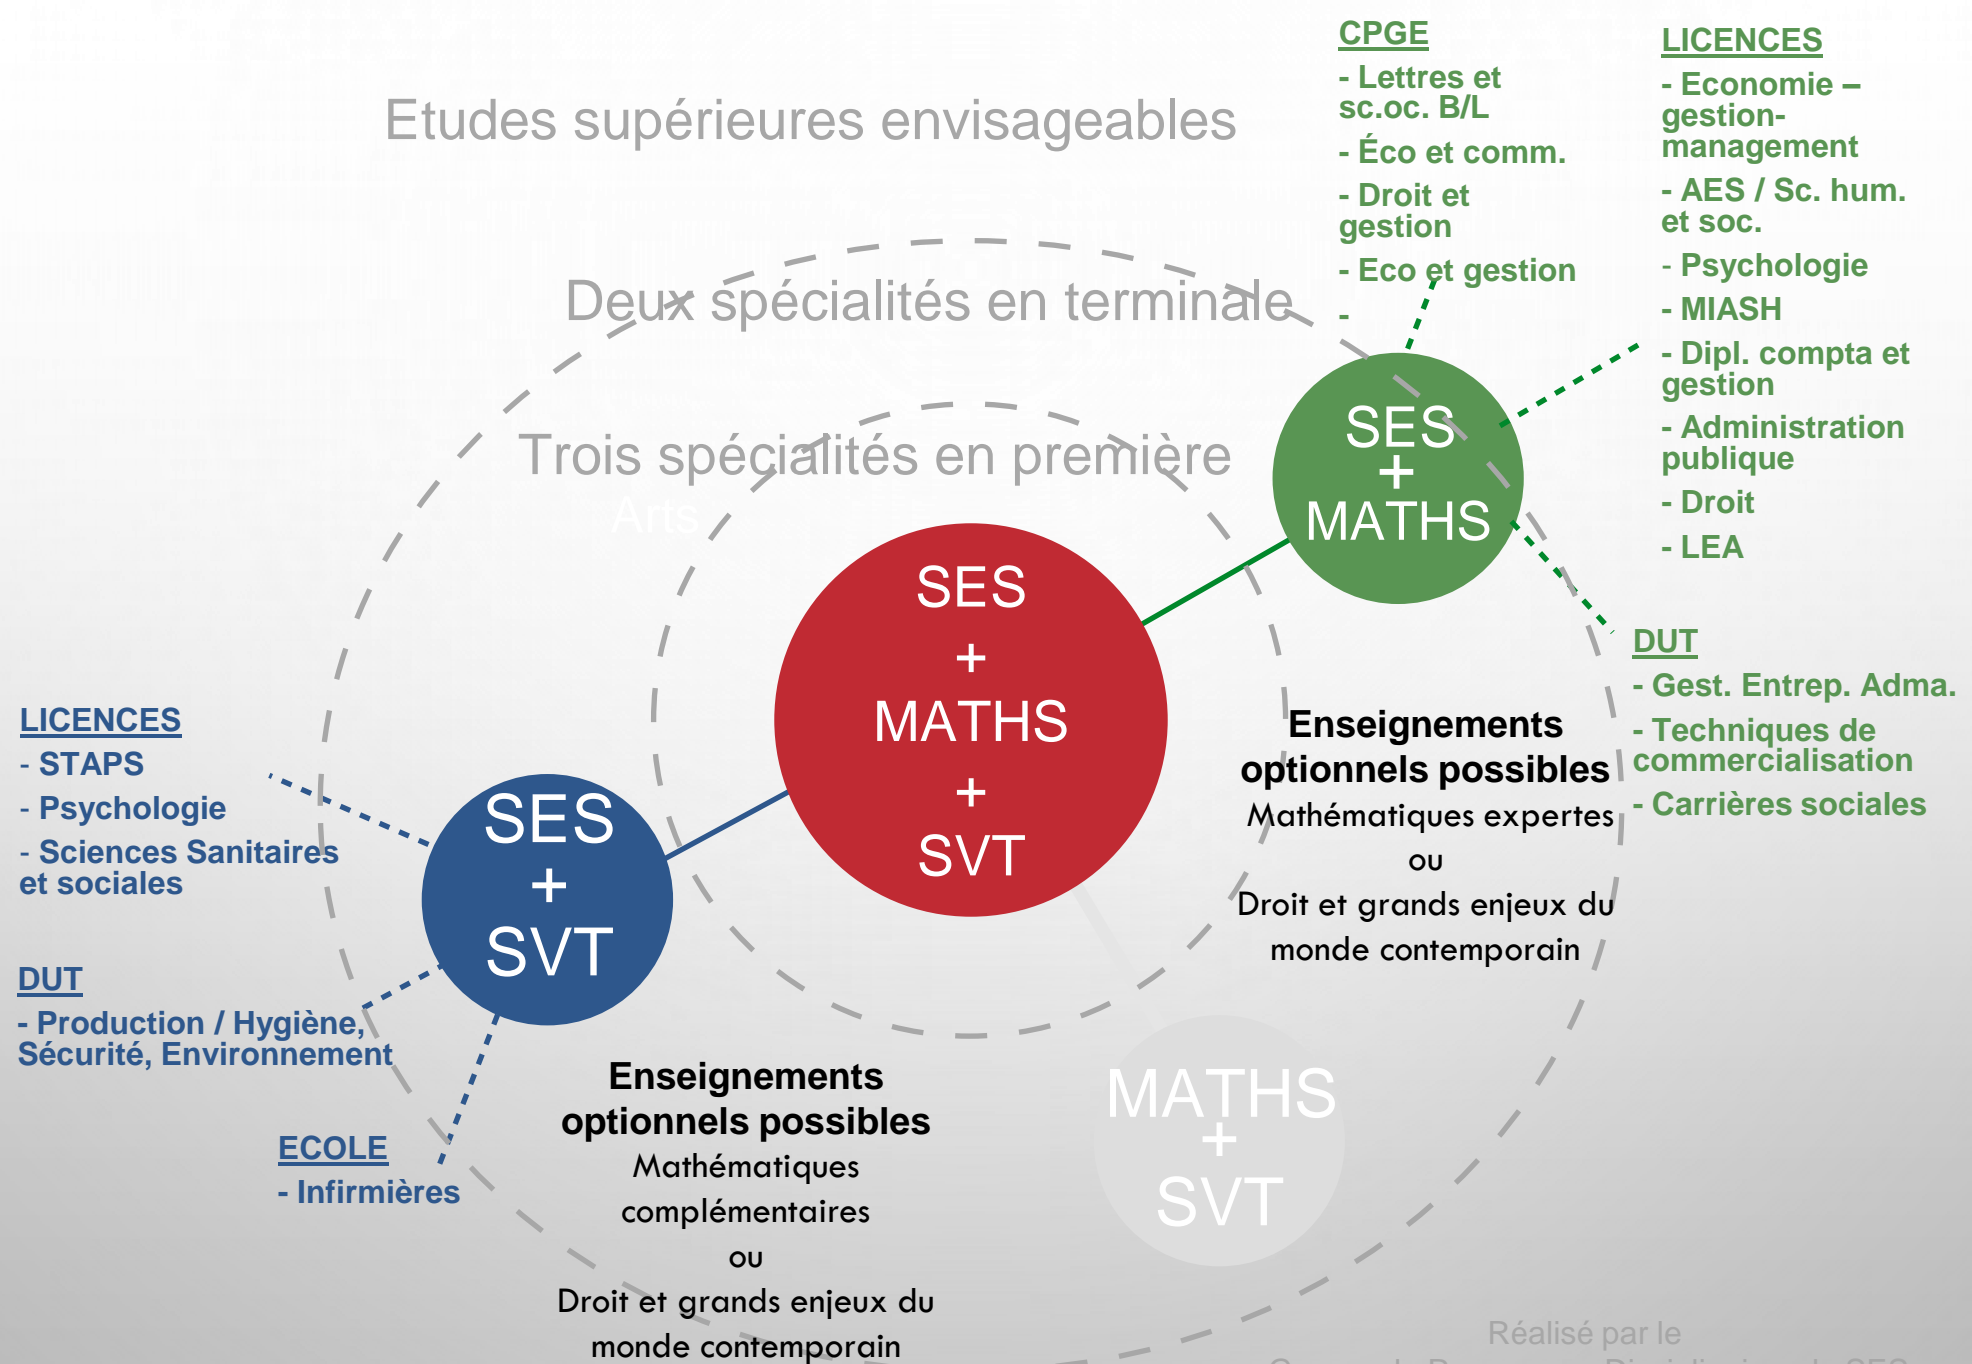 Etudes supérieures envisageables
Deux spécialités en terminale
Trois spécialités en première
Arts
SES
+
MATHS
+
SVT
SES
+
MATHS
CPGE
- Lettres et
sc.oc. B/L
- Éco et comm.
- Droit et
gestion
- Eco et gestion
-
LICENCES
- Economie –
gestion-
management
- AES / Sc. hum.
et soc.
- Psychologie
- MIASH
- Dipl. compta et
gestion
- Administration
publique
- Droit
- LEA
DUT
- Gest. Entrep. Adma.
- Techniques de
commercialisation
- Carrières sociales
Enseignements
optionnels possibles
Mathématiques expertes
ou
Droit et grands enjeux du
monde contemporain
LICENCES
- STAPS
- Psychologie
- Sciences Sanitaires
et sociales
SES
+
SVT
DUT
- Production / Hygiène,
Sécurité, Environnement
ECOLE
- Infirmières
Enseignements
optionnels possibles
Mathématiques
complémentaires
ou
Droit et grands enjeux du
monde contemporain
MATHS
+
SVT
Réalisé par le